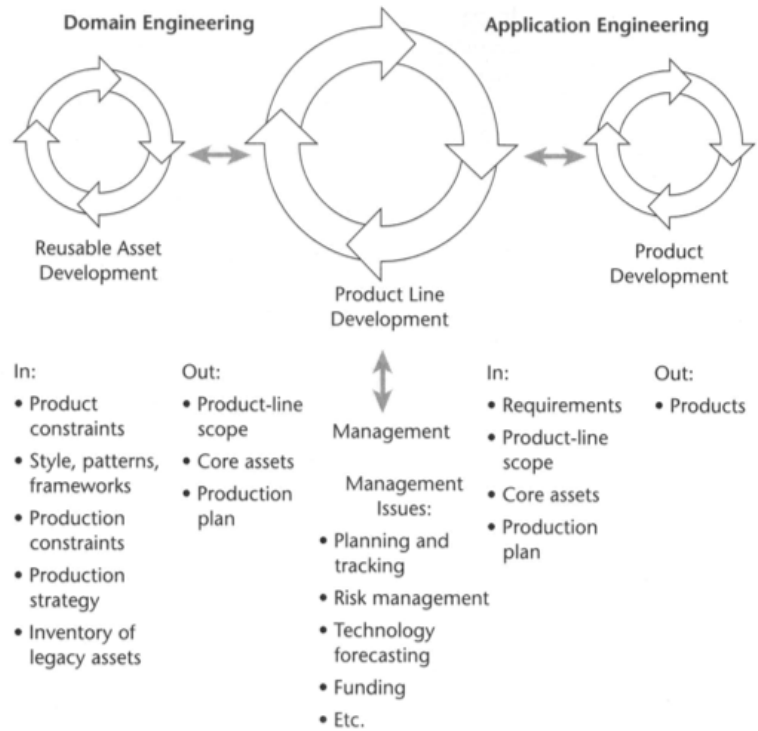 Domain Engineering
Application Engineering
Reusable Asset
Development
Product Line
Development
Product
Development
In:
• Product
constraints
• Style, patterns,
frameworks
• Production
constraints
• Production
strategy
• Inventory of
legacy assets
Out:
• Product-line
scope
• Core assets
• Production
plan
Management
Management
Issues:
• Planning and
tracking
• Risk management
• Technology
forecasting
• Funding
• Etc.
In:
• Requirements
• Product-line
scope
• Core assets
• Production
plan
Out:
• Products